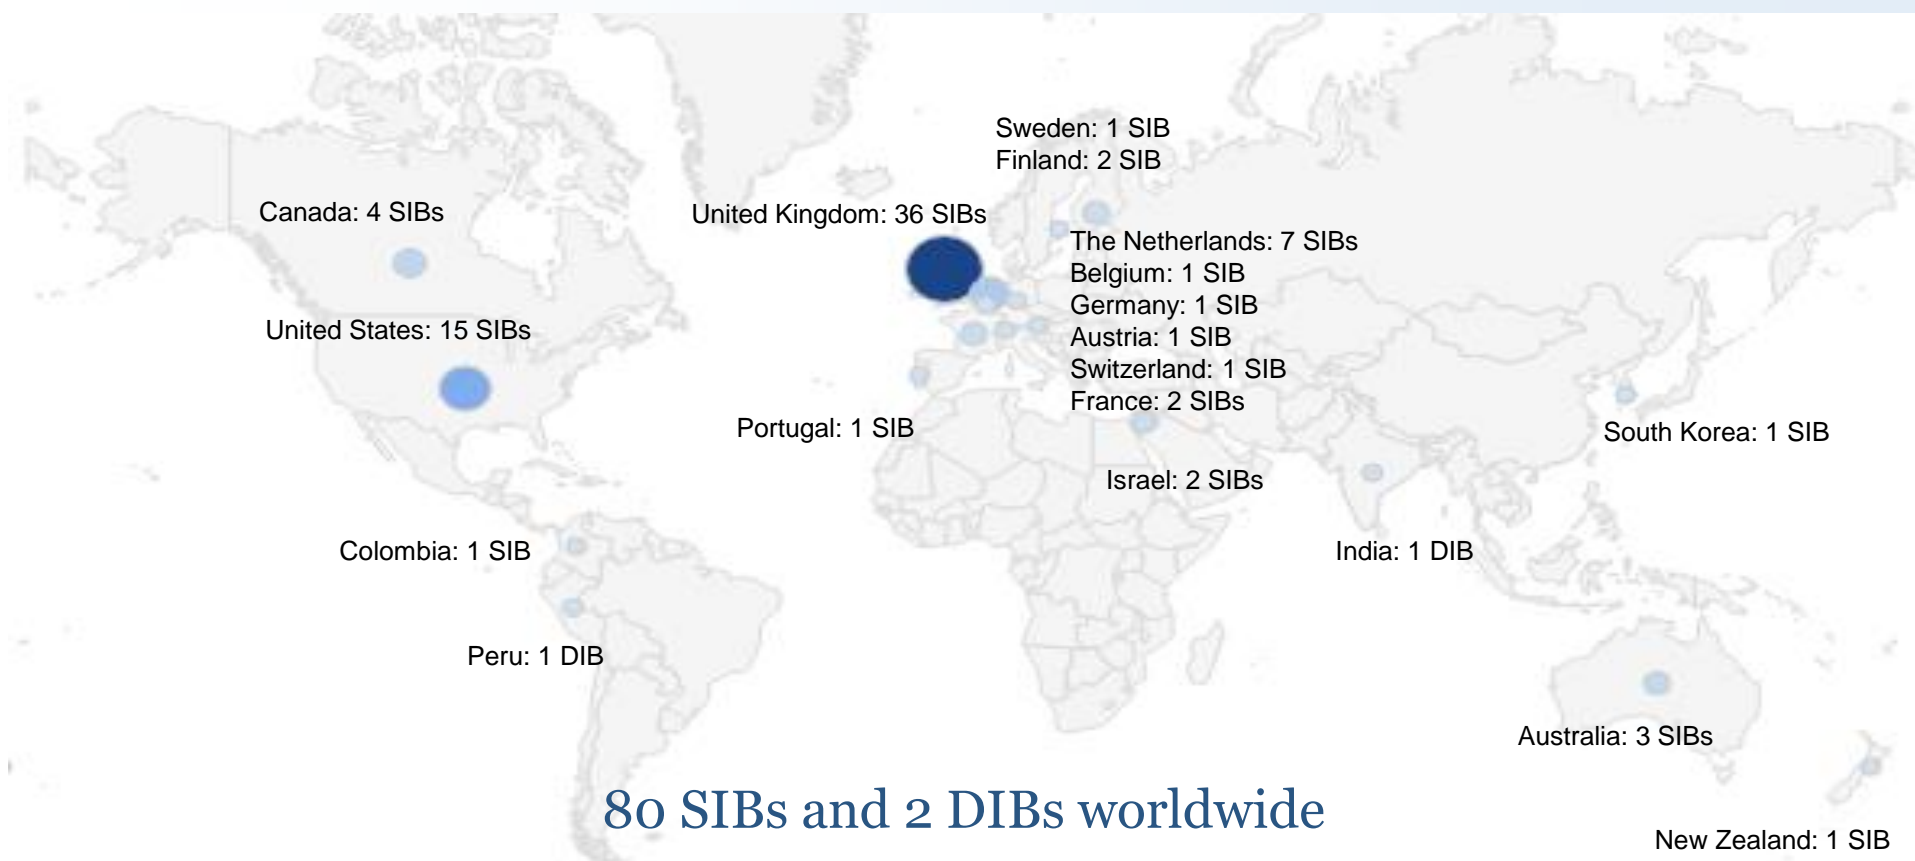 Sweden: 1 SIB
Finland: 2 SIB
Canada: 4 SIBs
United Kingdom: 36 SIBs
The Netherlands: 7 SIBs
Belgium: 1 SIB
Germany: 1 SIB
Austria: 1 SIB
Switzerland: 1 SIB
France: 2 SIBs
United States: 15 SIBs
Portugal: 1 SIB
South Korea: 1 SIB
Israel: 2 SIBs
Colombia: 1 SIB
India: 1 DIB
Peru: 1 DIB
Australia: 3 SIBs
80 SIBs and 2 DIBs worldwide
New Zealand: 1 SIB